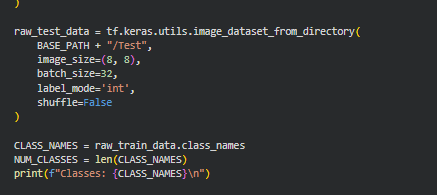 )
raw_test_data = tf.keras.utils.image_dataset_from_directory(
    BASE_PATH + "/Test",
    image_size=(8, 8),
    batch_size=32,
    label_mode='int',
    shuffle=False
)
CLASS_NAMES = raw_train_data.class_names
NUM_CLASSES = len(CLASS_NAMES)
print(f"Classes: {CLASS_NAMES}\n")